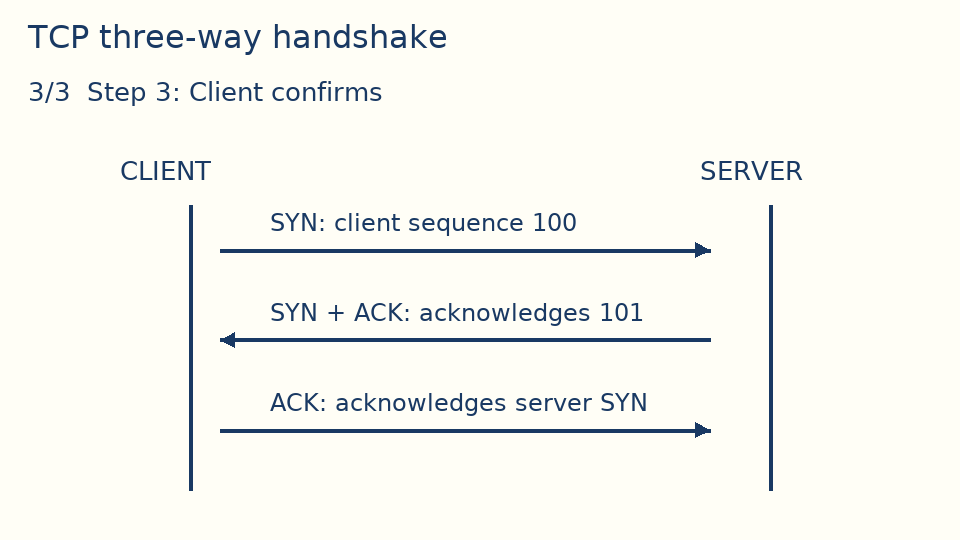 TCP three-way handshake
3/3  Step 3: Client confirms
CLIENT
SERVER
SYN: client sequence 100
SYN + ACK: acknowledges 101
ACK: acknowledges server SYN